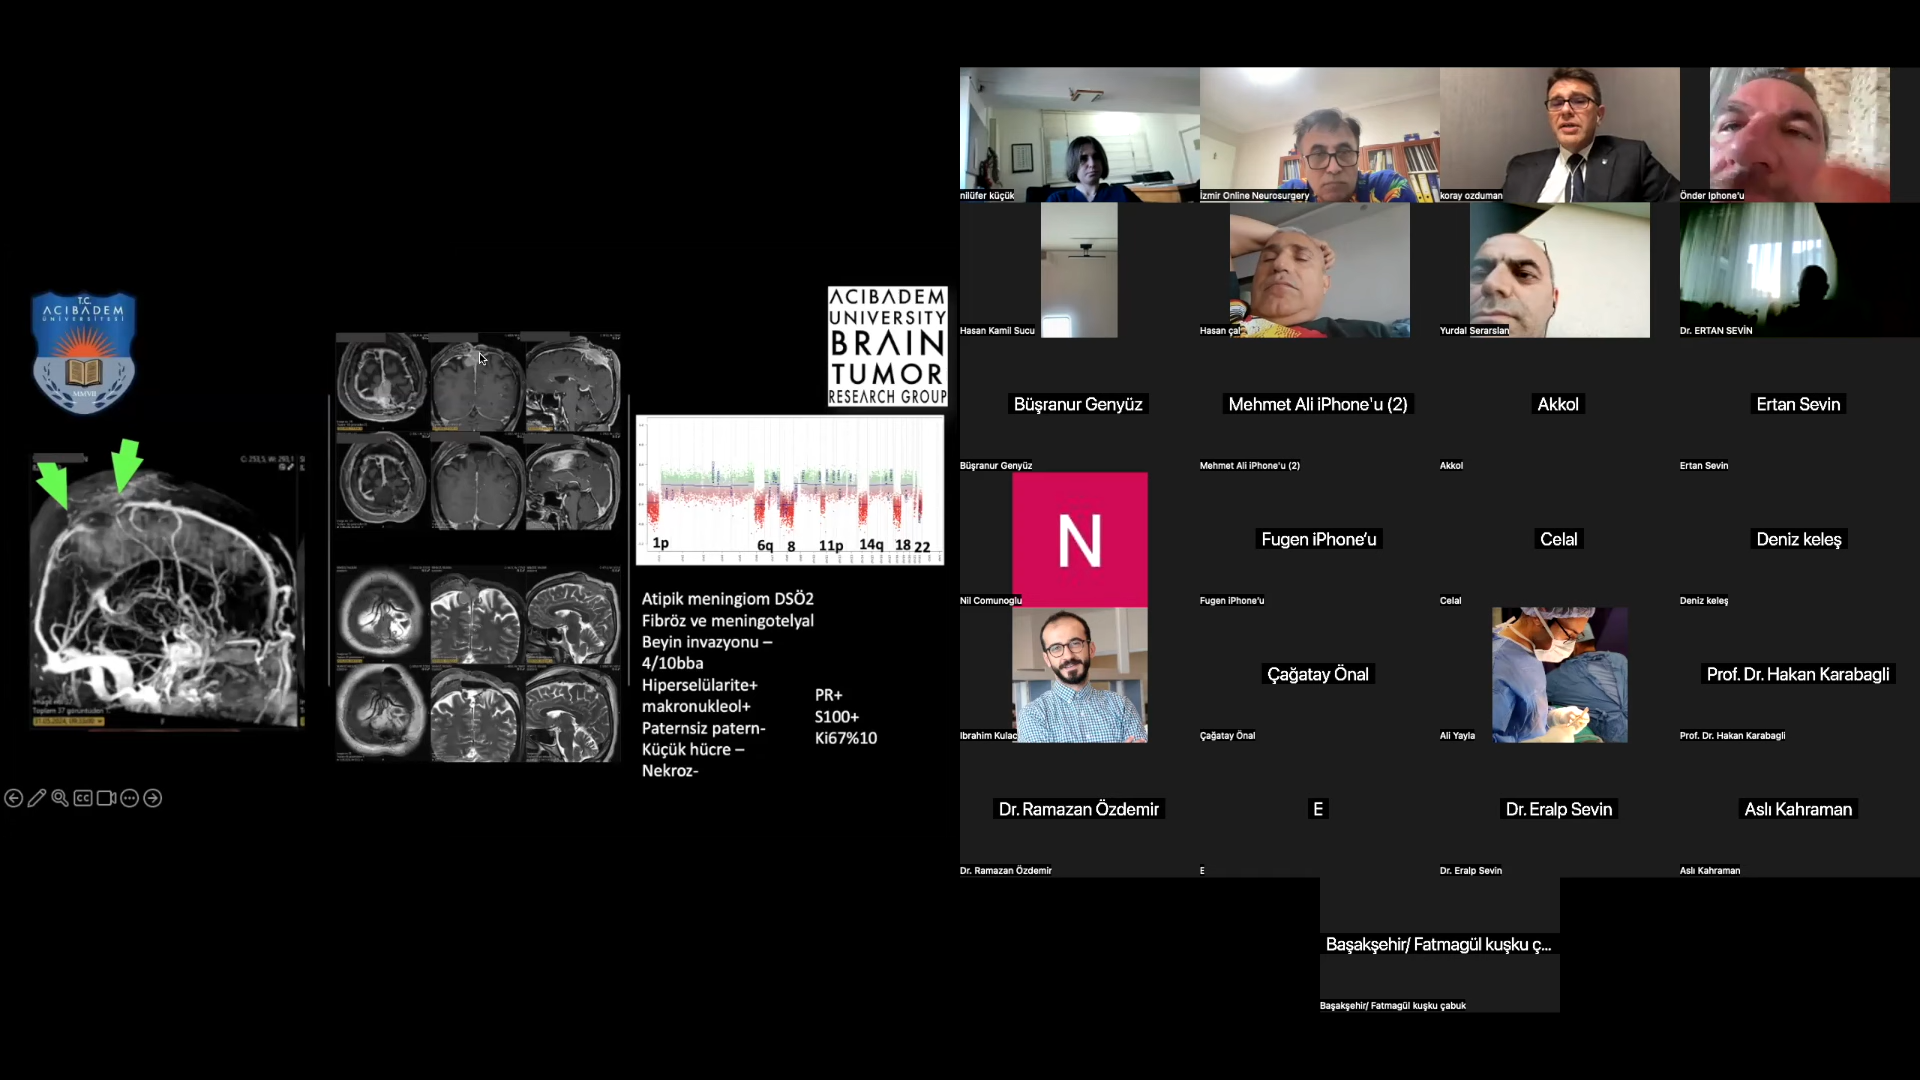 T.C.
ACIBADEM
ÜNİVERSİTESİ
MMVII
ACIBADEM
UNIVERSITY
BRAIN
TUMOR
RESEARCH GROUP
1p 6q 8 11p 14q 18 22
Atipik meningiom DSÖ2
Fibröz ve meningotelyal
Beyin invazyonu –
4/10bba
Hiperselülarite+
makronukleol+
Paternsiz patern-
Küçük hücre –
Nekroz-
PR+
S100+
Ki67%10
CC
nilüfer küçük
İzmir Online Neurosurgery
koray ozduman
Önder Iphone'u
Hasan Kamil Sucu
Hasan çal
Yurdal Serarslan
Dr. ERTAN SEVİN
Büşranur Genyüz
Mehmet Ali iPhone'u (2)
Akkol
Ertan Sevin
Büşranur Genyüz
Mehmet Ali iPhone'u (2)
Akkol
Ertan Sevin
N
Fugen iPhone'u
Celal
Deniz keleş
Nil Comunoglu
Fugen iPhone'u
Celal
Deniz keleş
Çağatay Önal
Prof. Dr. Hakan Karabagli
Ibrahim Kulac
Çağatay Önal
Ali Yayla
Prof. Dr. Hakan Karabagli
Dr. Ramazan Özdemir
E
Dr. Eralp Sevin
Aslı Kahraman
Dr. Ramazan Özdemir
E
Dr. Eralp Sevin
Aslı Kahraman
Başakşehir/ Fatmagül kuşku ç...
Başakşehir/ Fatmagül kuşku çabuk